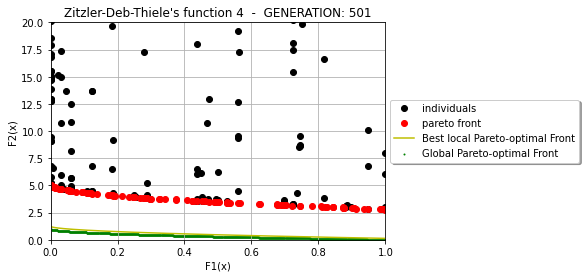 Zitzler-Deb-Thiele's function 4 - GENERATION: 501
20.0
17.5
15.0
12.5
10.0
7.5
5.0
2.5
0.0
F2(x)
0.0 0.2 0.4 0.6 0.8 1.0
F1(x)
individuals
pareto front
Best local Pareto-optimal Front
Global Pareto-optimal Front